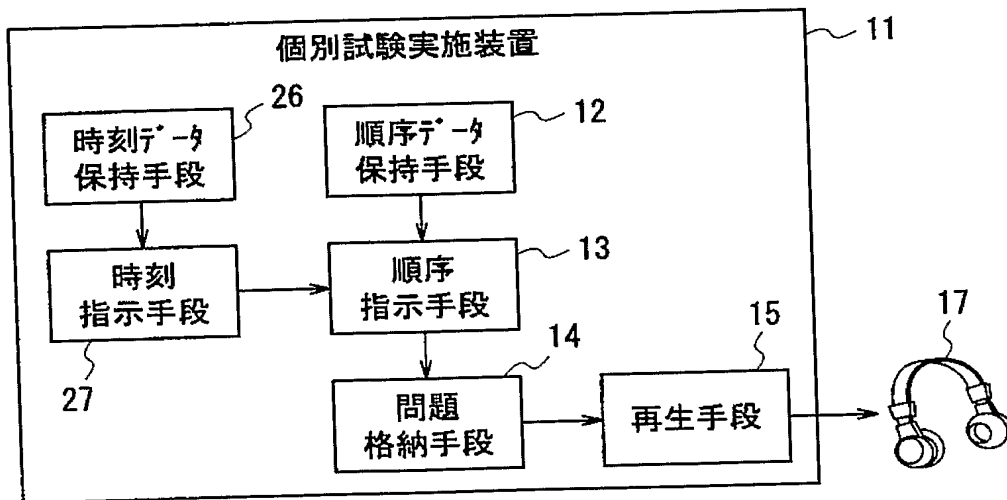 個別試験実施装置
11
26
時刻ﾃﾞｰﾀ
保持手段
12
順序ﾃﾞｰﾀ
保持手段
時刻
指示手段
27
13
順序
指示手段
14
問題
格納手段
15
再生手段
17